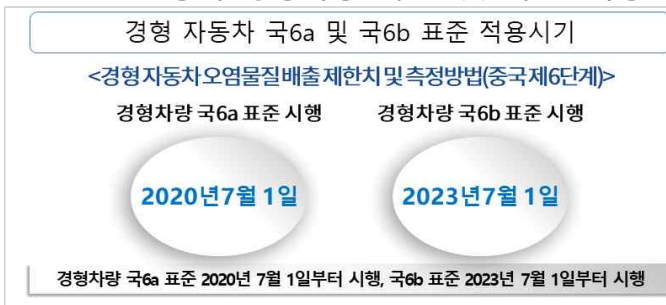 경형 자동차 국6a 및 국6b 표준 적용시기
<경형 자동차 오염물질 배출 제한치 및 측정방법(중국 제6단계)>
경형차량 국6a 표준 시행 경형차량 국6b 표준 시행
2020년7월 1일 2023년 7월 1일
경형차량 국6a 표준 2020년 7월 1일부터 시행, 국6b 표준 2023년 7월 1일부터 시행